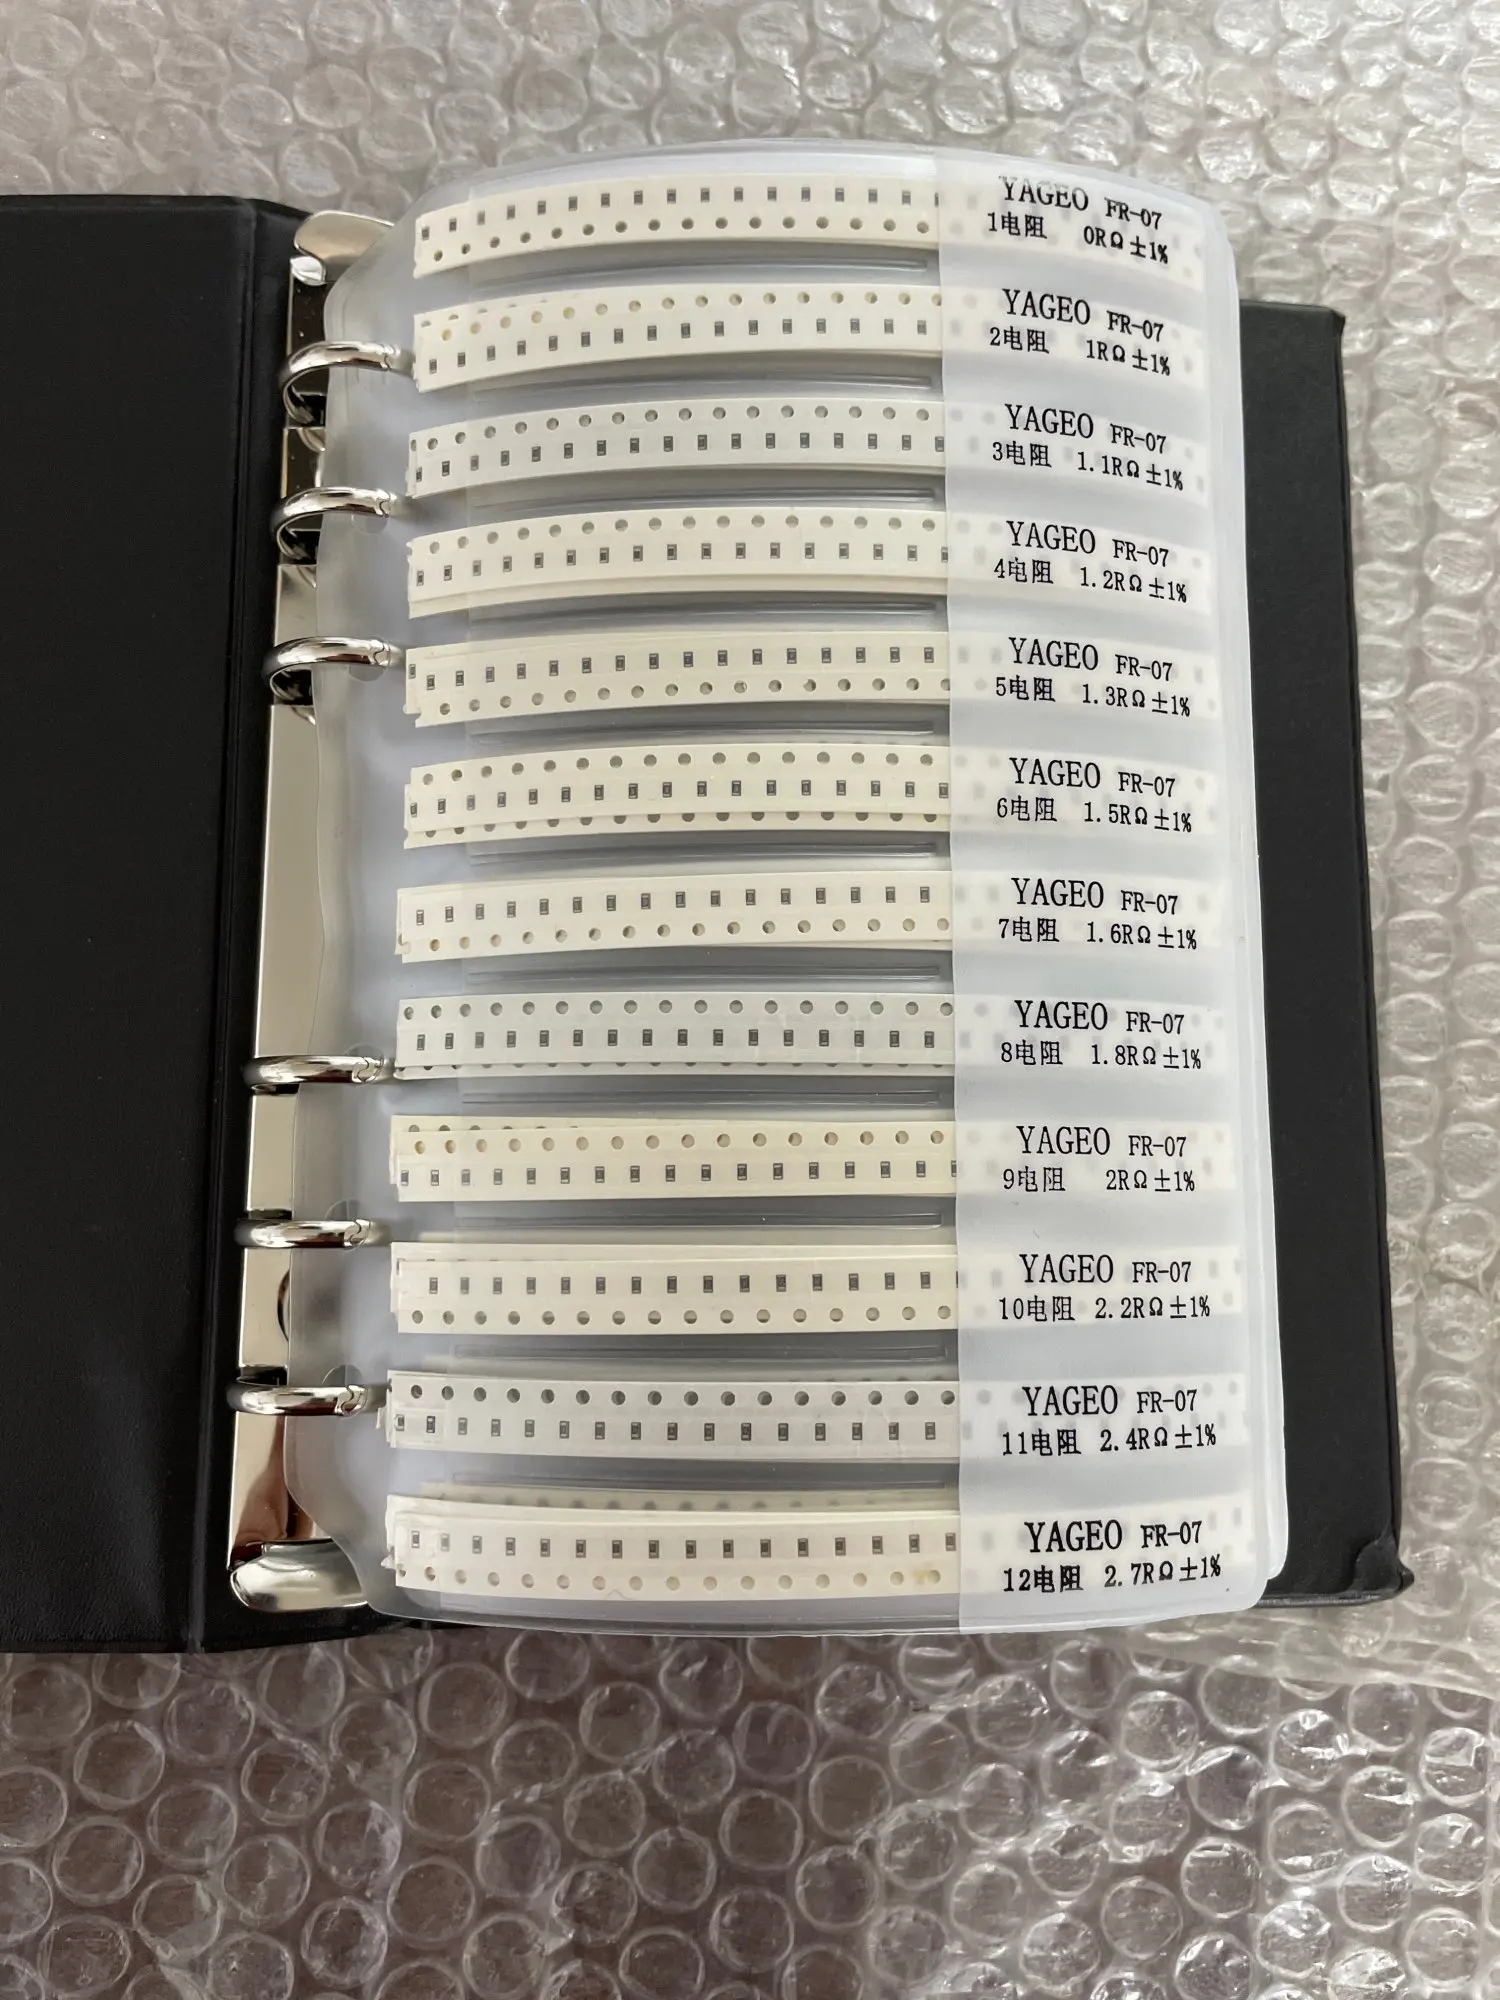 YAGEO FR-07
1电阻 0RΩ±1%
YAGEO FR-07
2电阻 1RΩ±1%
YAGEO FR-07
3电阻 1.1RΩ±1%
YAGEO FR-07
4电阻 1.2RΩ±1%
YAGEO FR-07
5电阻 1.3RΩ±1%
YAGEO FR-07
6电阻 1.5RΩ±1%
YAGEO FR-07
7电阻 1.6RΩ±1%
YAGEO FR-07
8电阻 1.8RΩ±1%
YAGEO FR-07
9电阻 2RΩ±1%
YAGEO FR-07
10电阻 2.2RΩ±1%
YAGEO FR-07
11电阻 2.4RΩ±1%
YAGEO FR-07
12电阻 2.7RΩ±1%